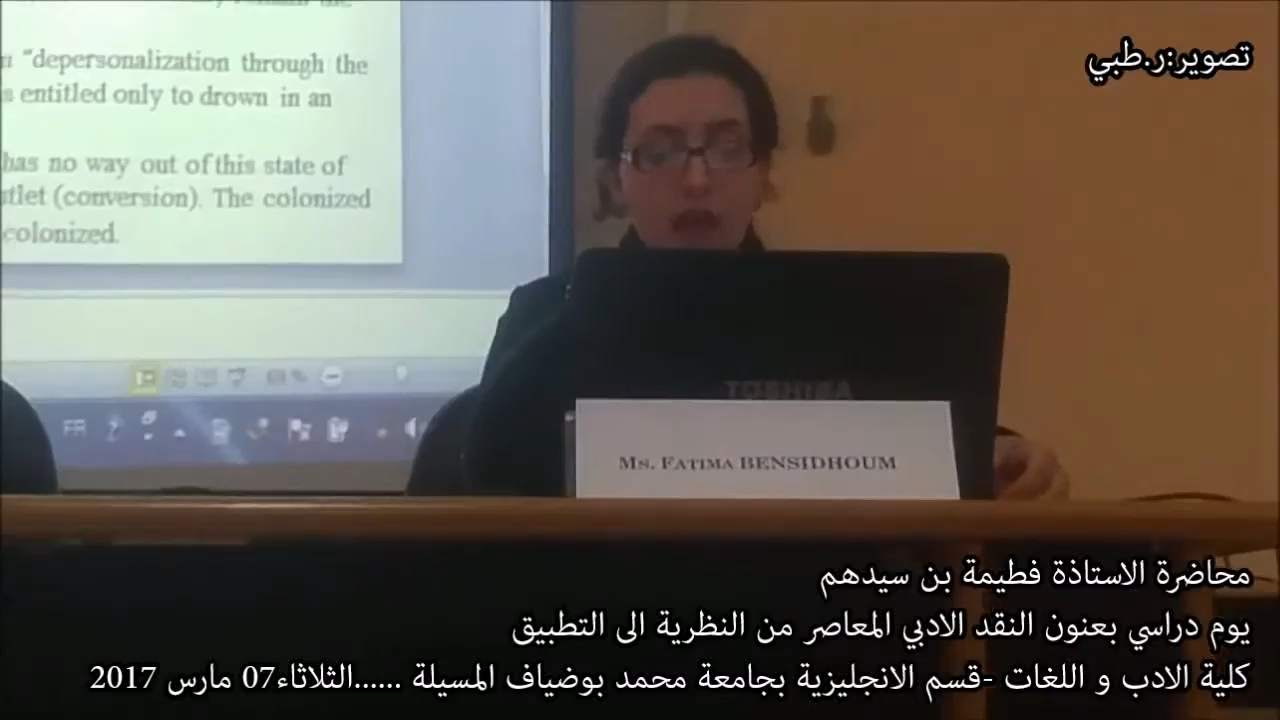 تصوير:ر.طبي
"depersonalization through the
entitled only to drown in an
has no way out of this state of
(conversion). The colonized
colonized.
FR
TOSHIBA
Ms. FATIMA BENSIDHOUM
محاضرة الاستاذة فطيمة بن سيدهم
يوم دراسي بعنون النقد الادبي المعاصر من النظرية الى التطبيق
كلية الادب و اللغات -قسم الانجليزية بجامعة محمد بوضياف المسيلة ......الثلاثاء07 مارس 2017